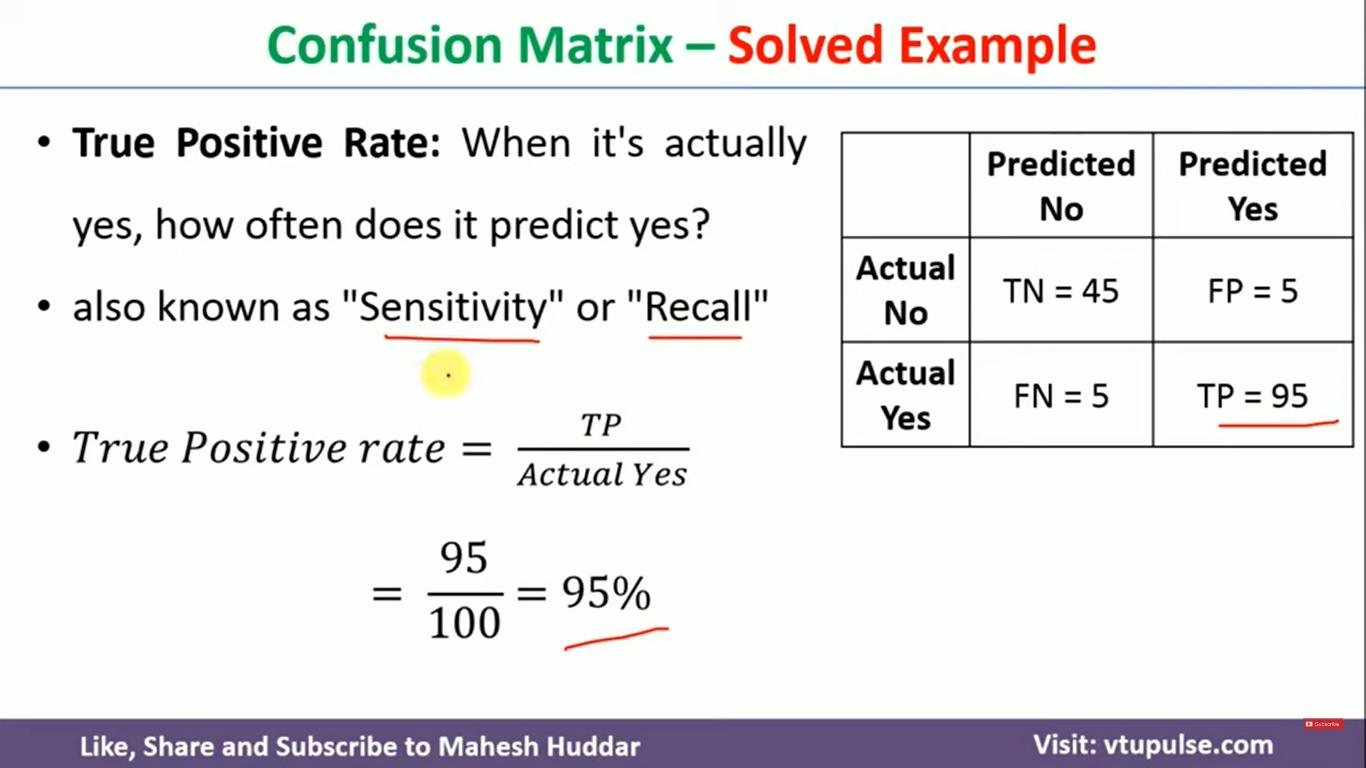 Confusion Matrix – Solved Example
• True Positive Rate: When it's actually
yes, how often does it predict yes?
• also known as "Sensitivity" or "Recall"
• True Positive rate = TP / Actual Yes
= 95 / 100 = 95%
Predicted No Predicted Yes
Actual No TN = 45 FP = 5
Actual Yes FN = 5 TP = 95
Subscribe
Like, Share and Subscribe to Mahesh Huddar
Visit: vtupulse.com